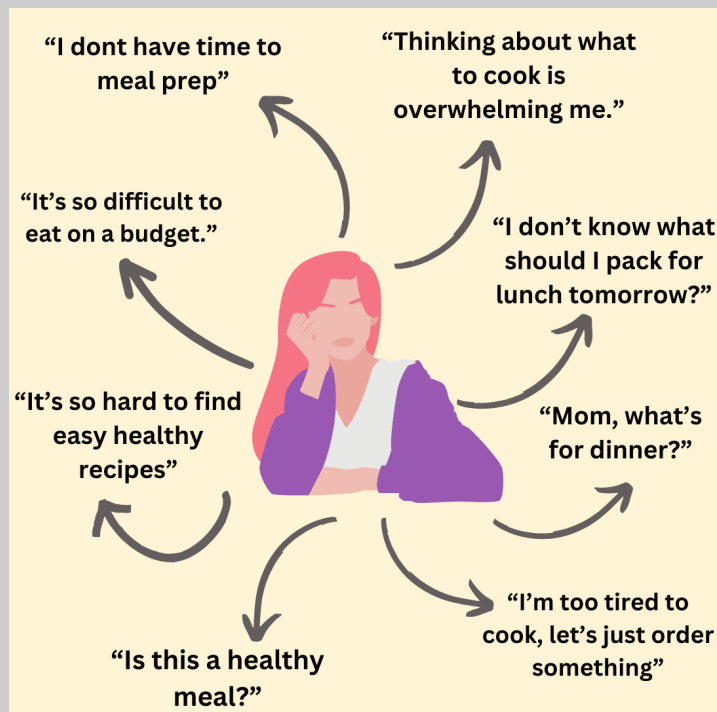 “I dont have time to
meal prep”
“Thinking about what
to cook is
overwhelming me.”
“It’s so difficult to
eat on a budget.”
“I don’t know what
should I pack for
lunch tomorrow?”
“It’s so hard to find
easy healthy
recipes”
“Mom, what’s
for dinner?”
“I’m too tired to
cook, let’s just order
something”
“Is this a healthy
meal?”